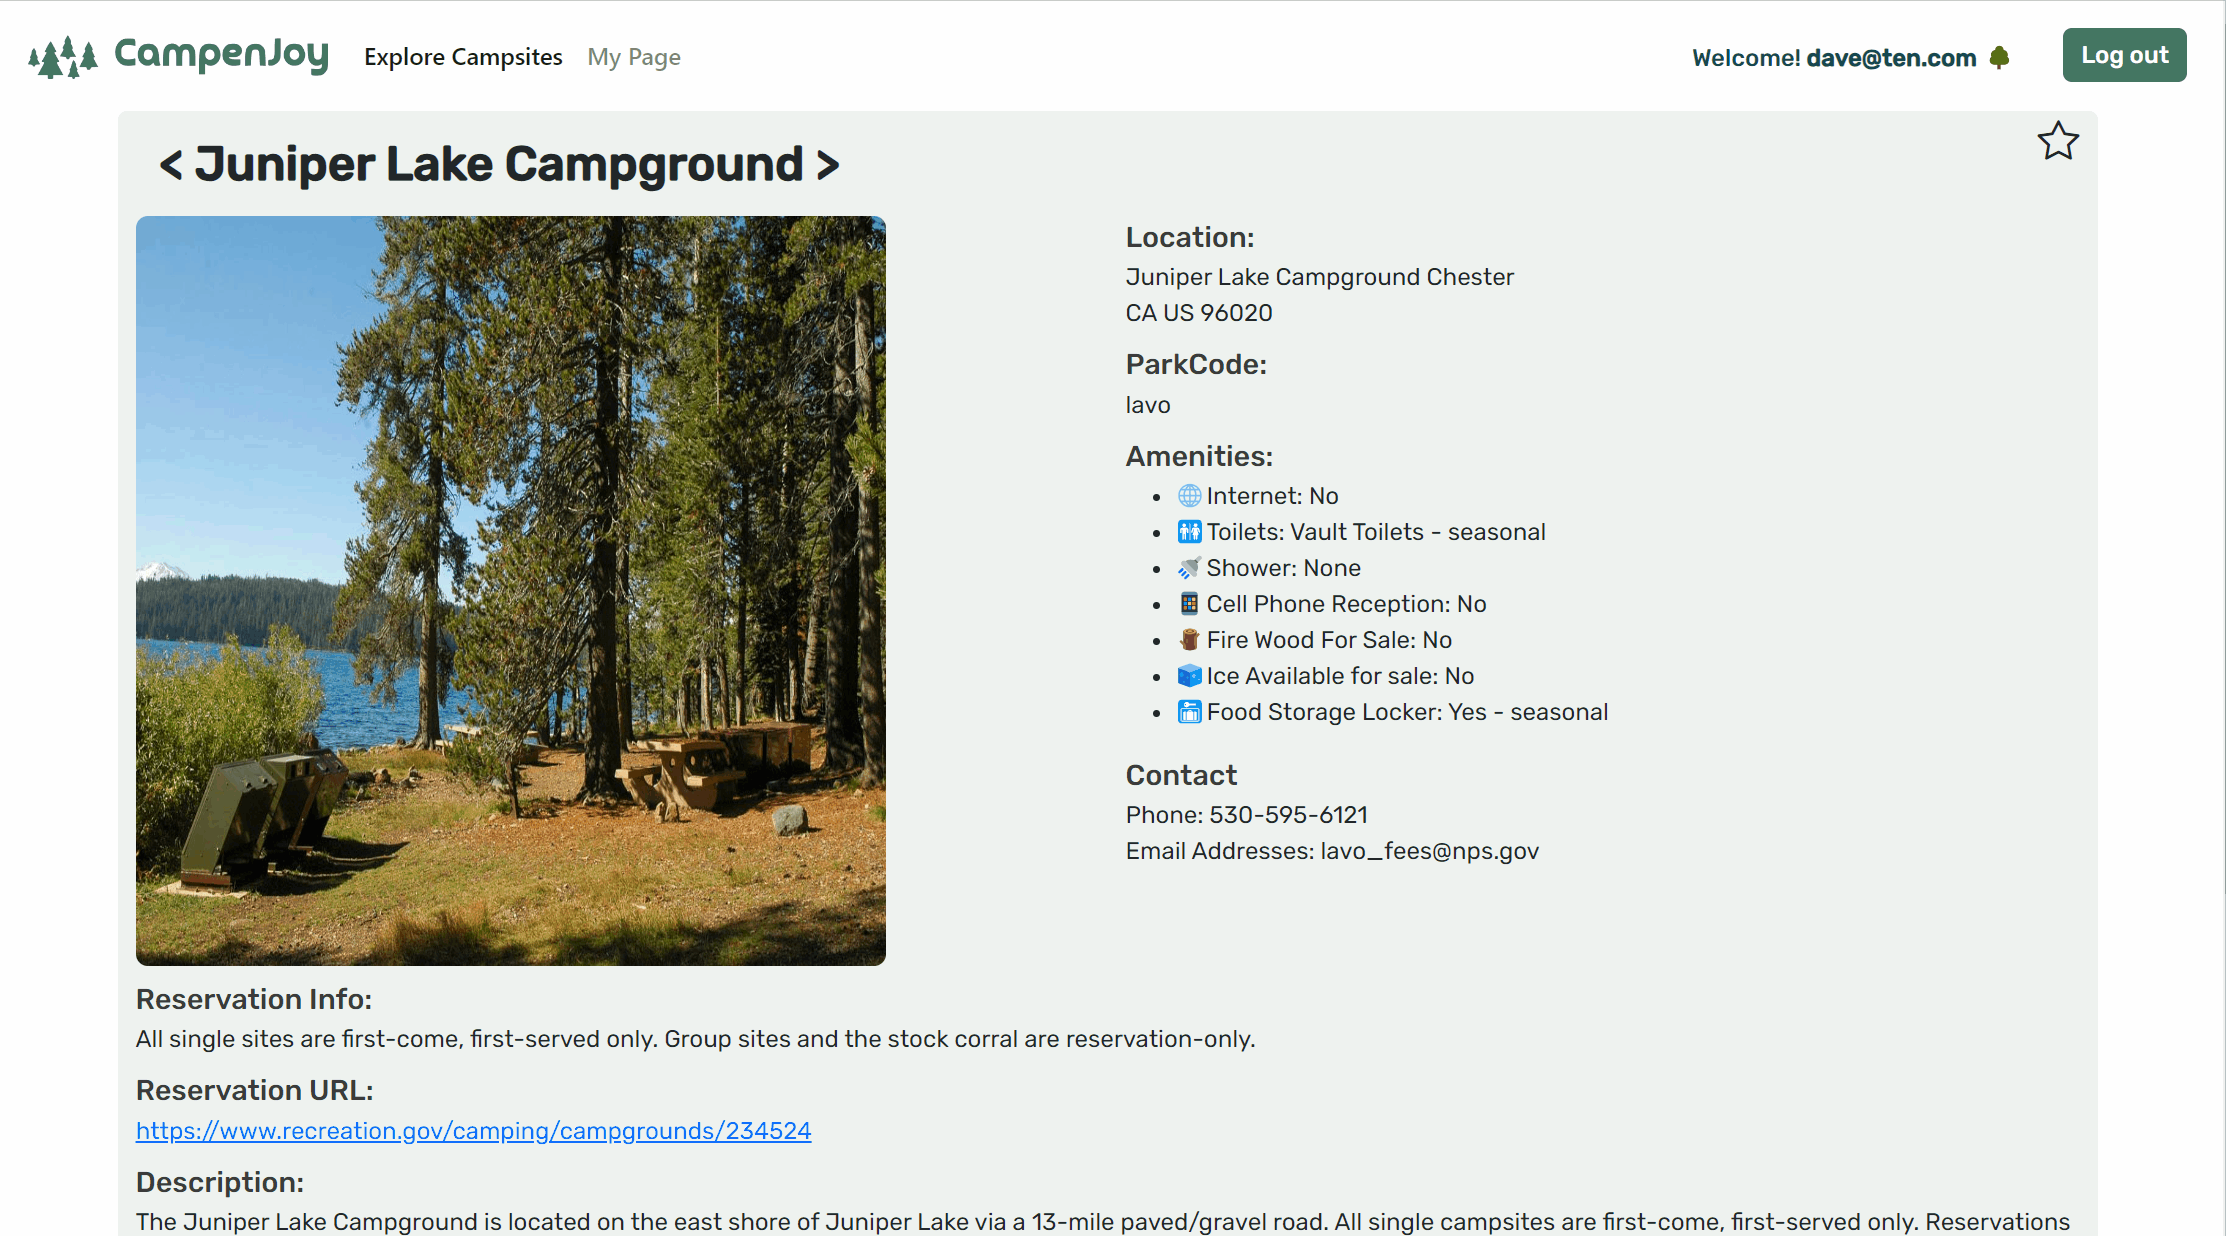 CampenJoy Explore Campsites My Page Welcome! dave@ten.com Log out
< Juniper Lake Campground >
Location:
Juniper Lake Campground Chester
CA US 96020
ParkCode:
lavo
Amenities:
Internet: No
Toilets: Vault Toilets - seasonal
Shower: None
Cell Phone Reception: No
Fire Wood For Sale: No
Ice Available for sale: No
Food Storage Locker: Yes - seasonal
Contact
Phone: 530-595-6121
Email Addresses: lavo_fees@nps.gov
Reservation Info:
All single sites are first-come, first-served only. Group sites and the stock corral are reservation-only.
Reservation URL:
https://www.recreation.gov/camping/campgrounds/234524
Description:
The Juniper Lake Campground is located on the east shore of Juniper Lake via a 13-mile paved/gravel road. All single campsites are first-come, first-served only. Reservations